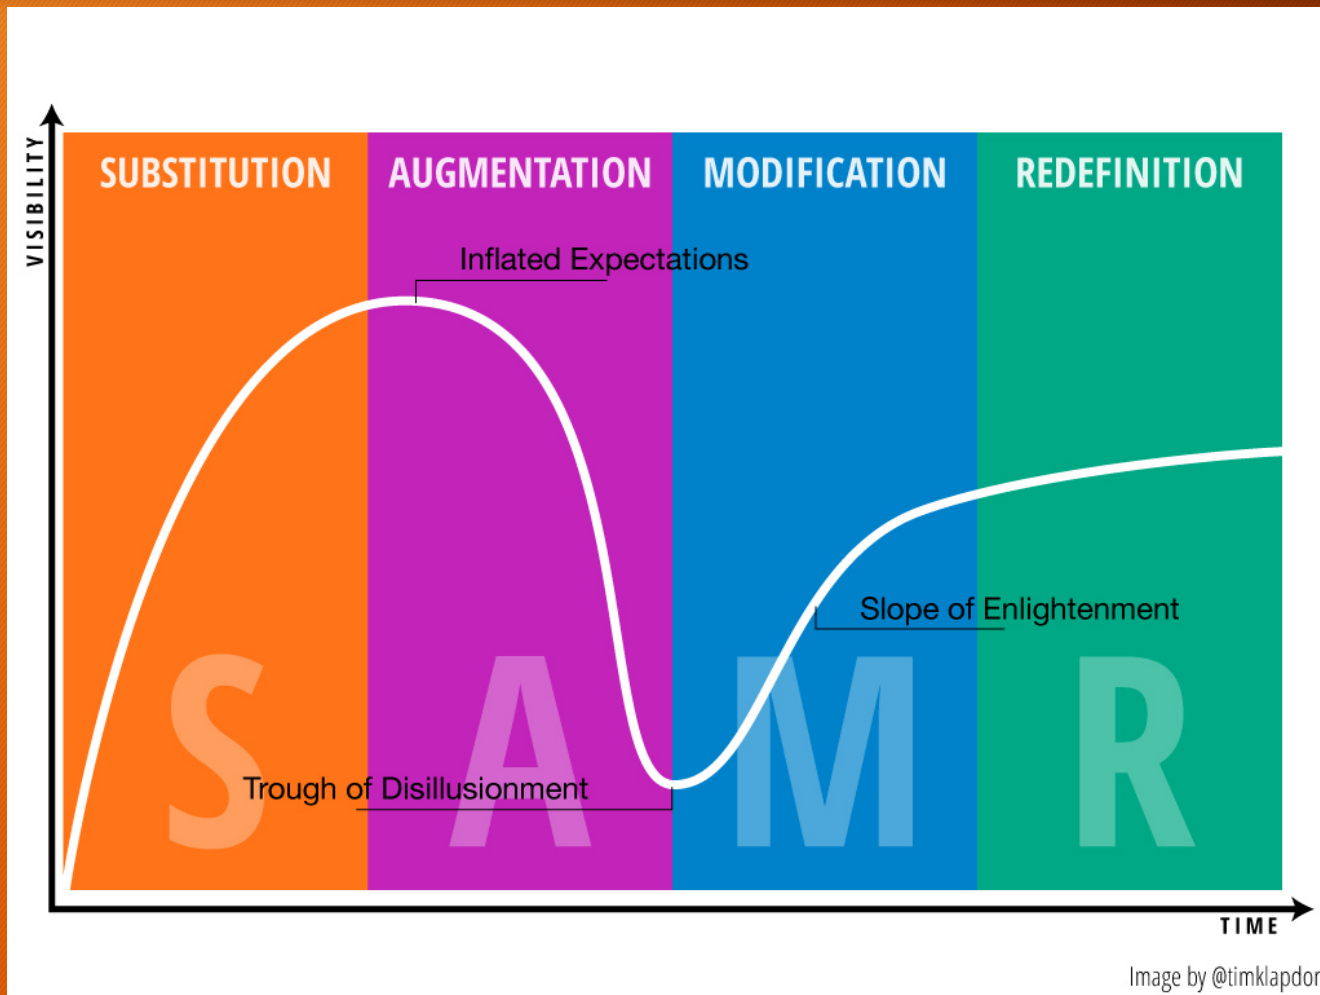 VISIBILITY
SUBSTITUTION
AUGMENTATION
MODIFICATION
REDEFINITION
Inflated Expectations
Slope of Enlightenment
Trough of Disillusionment
S
A
M
R
TIME
Image by @timklapdor